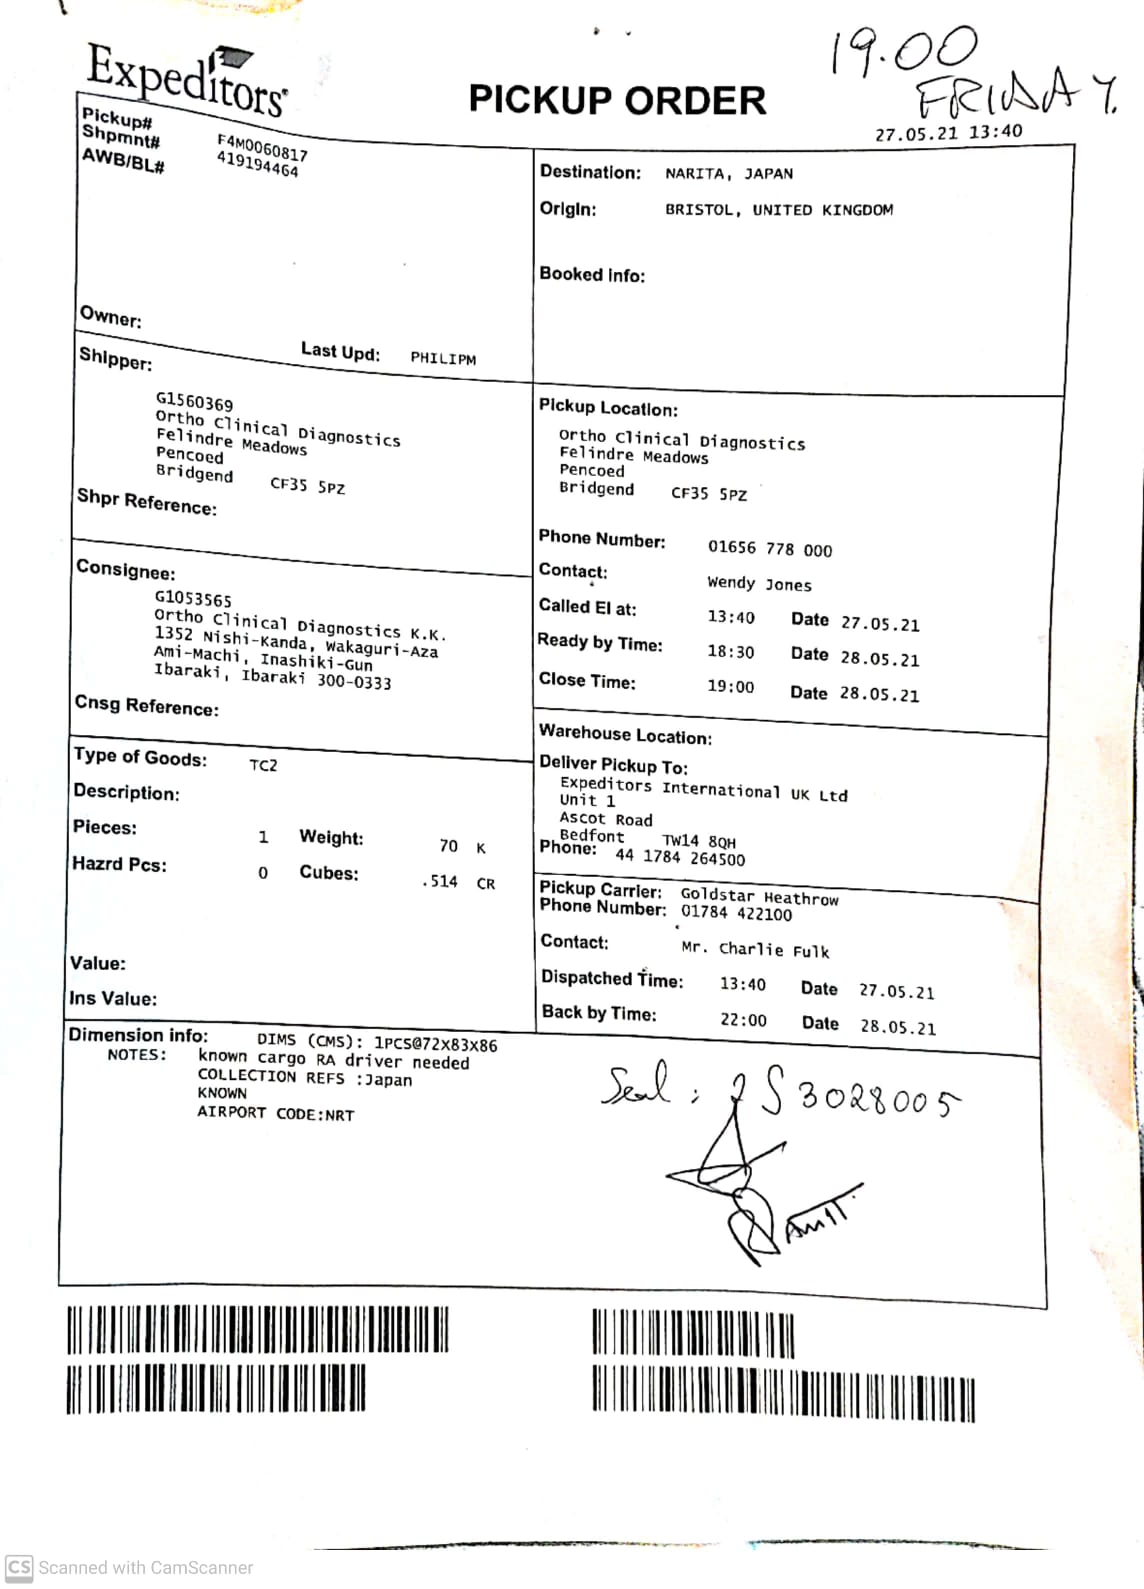 19.00
FRIDAY.
Expeditors
PICKUP ORDER
27.05.21 13:40
Pickup# F4M0060817
Shpmnt# 419194464
AWB/BL#
Owner:
Last Upd: PHILIPM
Destination: NARITA, JAPAN
Origin: BRISTOL, UNITED KINGDOM
Booked info:
Shipper:
G1560369
Ortho Clinical Diagnostics
Felindre Meadows
Pencoed
Bridgend CF35 5PZ
Shpr Reference:
Pickup Location:
Ortho Clinical Diagnostics
Felindre Meadows
Pencoed
Bridgend CF35 5PZ
Phone Number: 01656 778 000
Contact: Wendy Jones
Called EI at: 13:40 Date 27.05.21
Ready by Time: 18:30 Date 28.05.21
Close Time: 19:00 Date 28.05.21
Consignee:
G1053565
Ortho Clinical Diagnostics K.K.
1352 Nishi-Kanda, Wakaguri-Aza
Ami-Machi, Inashiki-Gun
Ibaraki, Ibaraki 300-0333
Cnsg Reference:
Warehouse Location:
Deliver Pickup To:
Expeditors International UK Ltd
Unit 1
Ascot Road
Bedfont TW14 8QH
Phone: 44 1784 264500
Type of Goods: TC2
Description:
Pieces: 1 Weight: 70 K
Hazrd Pcs: 0 Cubes: .514 CR
Value:
Ins Value:
Pickup Carrier: Goldstar Heathrow
Phone Number: 01784 422100
Contact: Mr. Charlie Fulk
Dispatched Time: 13:40 Date 27.05.21
Back by Time: 22:00 Date 28.05.21
Dimension info: DIMS (CMS): 1PCS@72X83X86
NOTES: known cargo RA driver needed
COLLECTION REFS :Japan
KNOWN
AIRPORT CODE:NRT
Seal : S3028005
CS Scanned with CamScanner